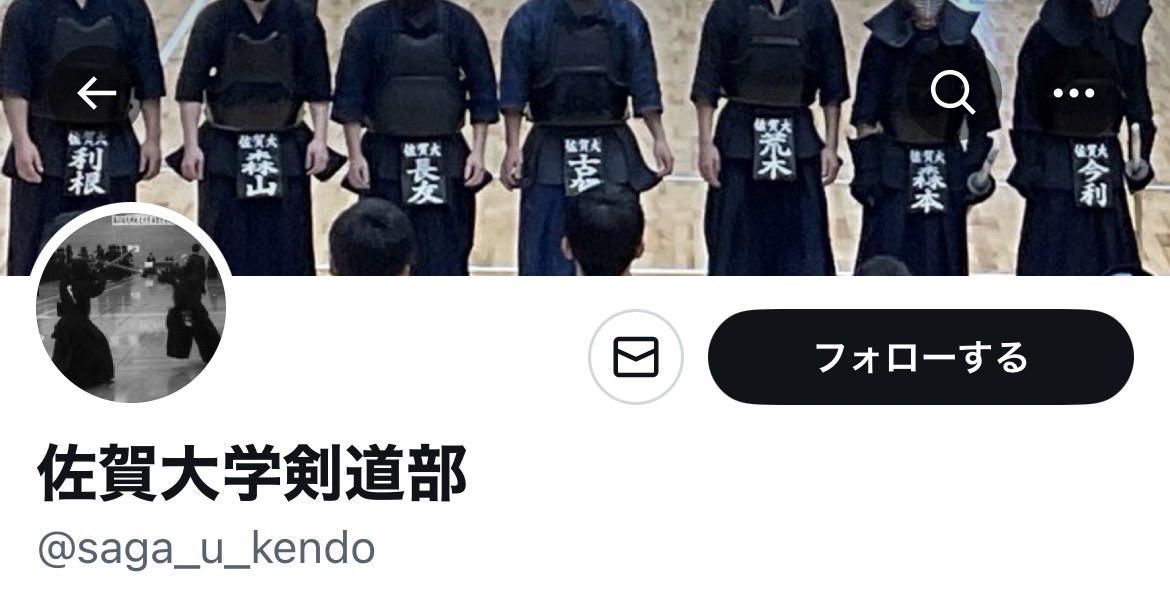 佐賀大
利根
佐賀大
森山
佐賀大
長友
佐賀大
佐賀大
荒木
佐賀大
森本
佐賀大
今利
フォローする
佐賀大学剣道部
@saga_u_kendo